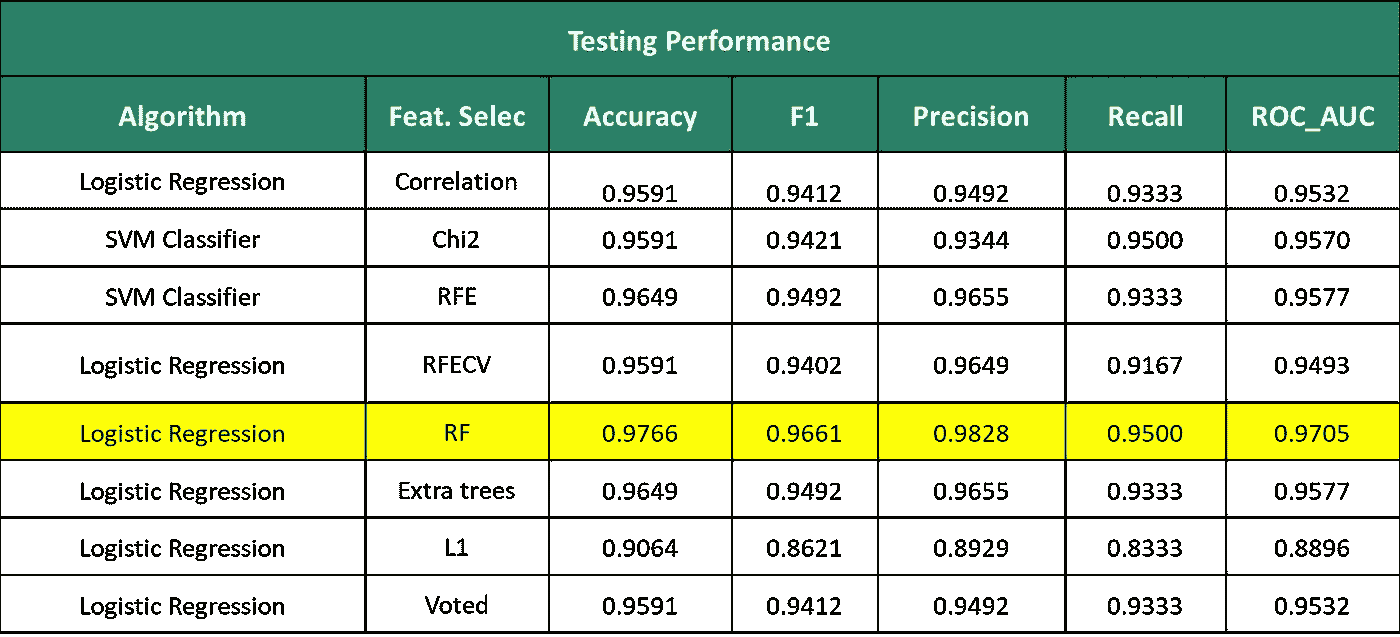 Testing Performance
Algorithm Feat. Selec Accuracy F1 Precision Recall ROC_AUC
Logistic Regression Correlation 0.9591 0.9412 0.9492 0.9333 0.9532
SVM Classifier Chi2 0.9591 0.9421 0.9344 0.9500 0.9570
SVM Classifier RFE 0.9649 0.9492 0.9655 0.9333 0.9577
Logistic Regression RFECV 0.9591 0.9402 0.9649 0.9167 0.9493
Logistic Regression RF 0.9766 0.9661 0.9828 0.9500 0.9705
Logistic Regression Extra trees 0.9649 0.9492 0.9655 0.9333 0.9577
Logistic Regression L1 0.9064 0.8621 0.8929 0.8333 0.8896
Logistic Regression Voted 0.9591 0.9412 0.9492 0.9333 0.9532